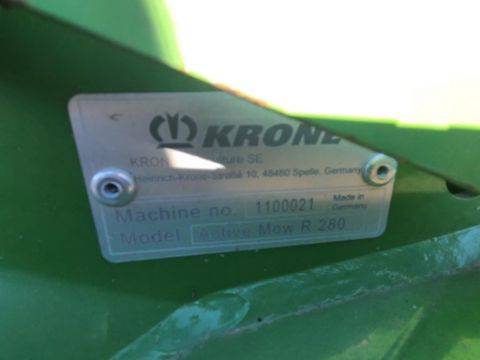 KRONE
KRONE Agriculture SE
Heinrich-Krone-Straße 10, 48480 Spelle, Germany
Machine no. 1100021 Made in Germany
Model Active Mow R 280